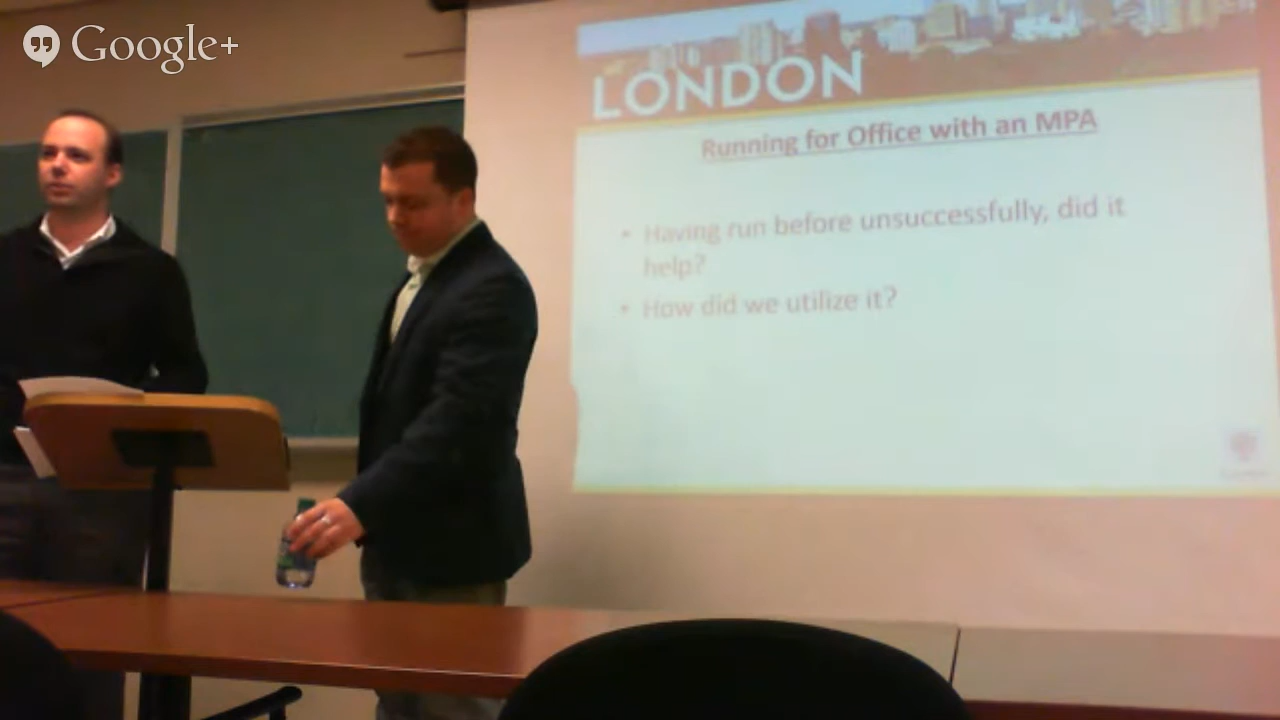 Google+
LONDON
Running for Office with an MPA
• Having run before unsuccessfully, did it
help?
• How did we utilize it?